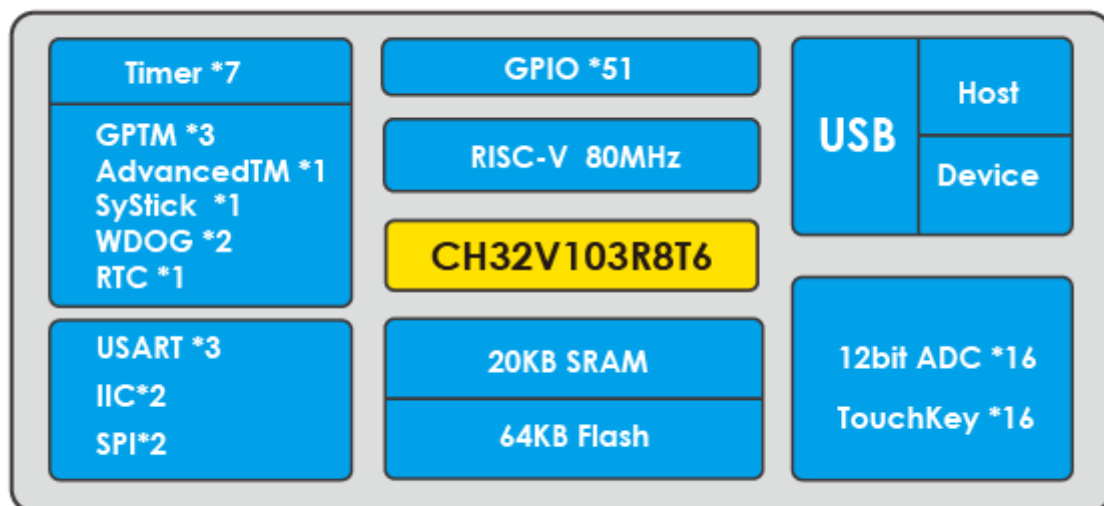 Timer *7
GPTM *3
AdvancedTM *1
SyStick *1
WDOG *2
RTC *1
USART *3
IIC*2
SPI*2
GPIO *51
RISC-V 80MHz
CH32V103R8T6
20KB SRAM
64KB Flash
USB
Host
Device
12bit ADC *16
TouchKey *16